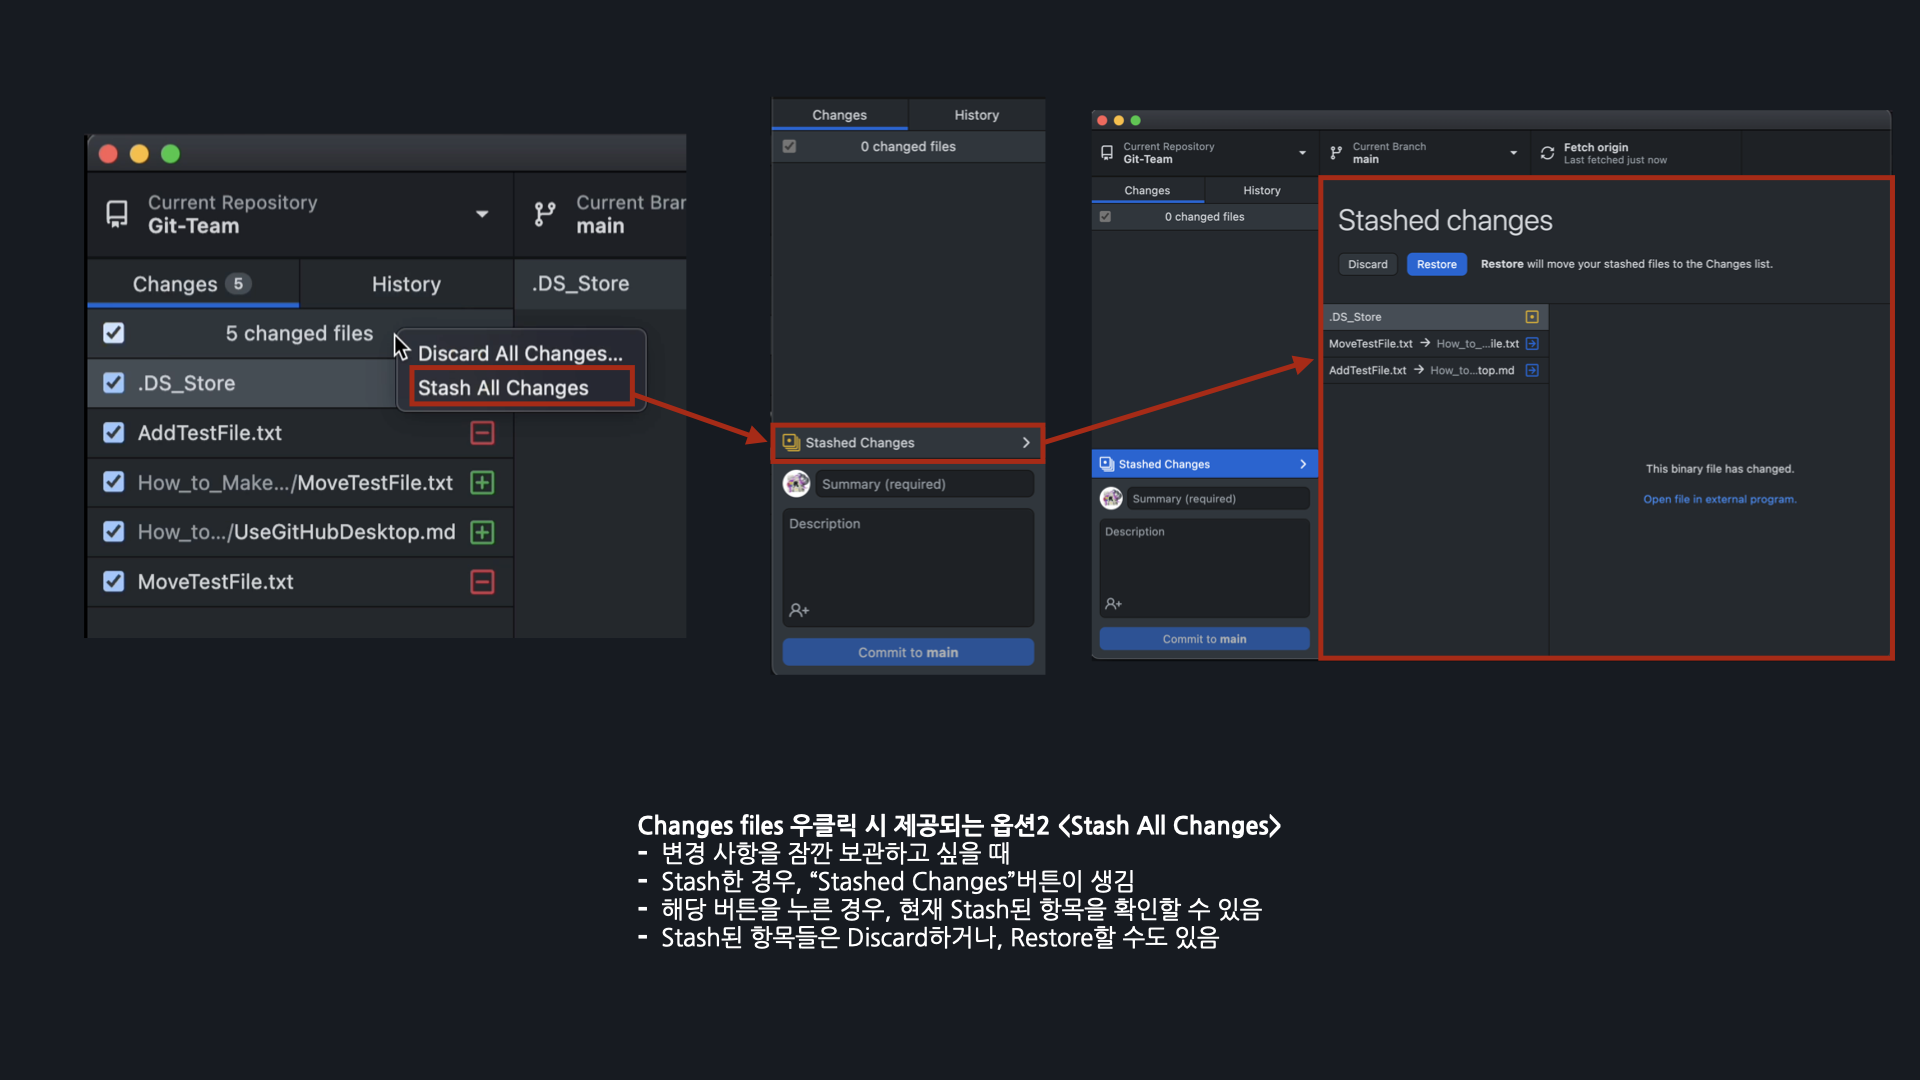 Current Repository
Git-Team
Current Bran
main
Changes 5
History
.DS_Store
5 changed files
Discard All Changes...
Stash All Changes
.DS_Store
AddTestFile.txt
How_to_Make.../MoveTestFile.txt
How_to.../UseGitHubDesktop.md
MoveTestFile.txt
Changes
History
0 changed files
Stashed Changes
Summary (required)
Description
Commit to main
Current Repository
Git-Team
Current Branch
main
Fetch origin
Last fetched just now
Changes
History
0 changed files
Stashed Changes
Summary (required)
Description
Commit to main
Stashed changes
Discard
Restore
Restore will move your stashed files to the Changes list.
.DS_Store
MoveTestFile.txt → How_to_...ile.txt
AddTestFile.txt → How_to...top.md
This binary file has changed.
Open file in external program.
Changes files 우클릭 시 제공되는 옵션2 <Stash All Changes>
- 변경 사항을 잠깐 보관하고 싶을 때
- Stash한 경우, “Stashed Changes”버튼이 생김
- 해당 버튼을 누른 경우, 현재 Stash된 항목을 확인할 수 있음
- Stash된 항목들은 Discard하거나, Restore할 수도 있음